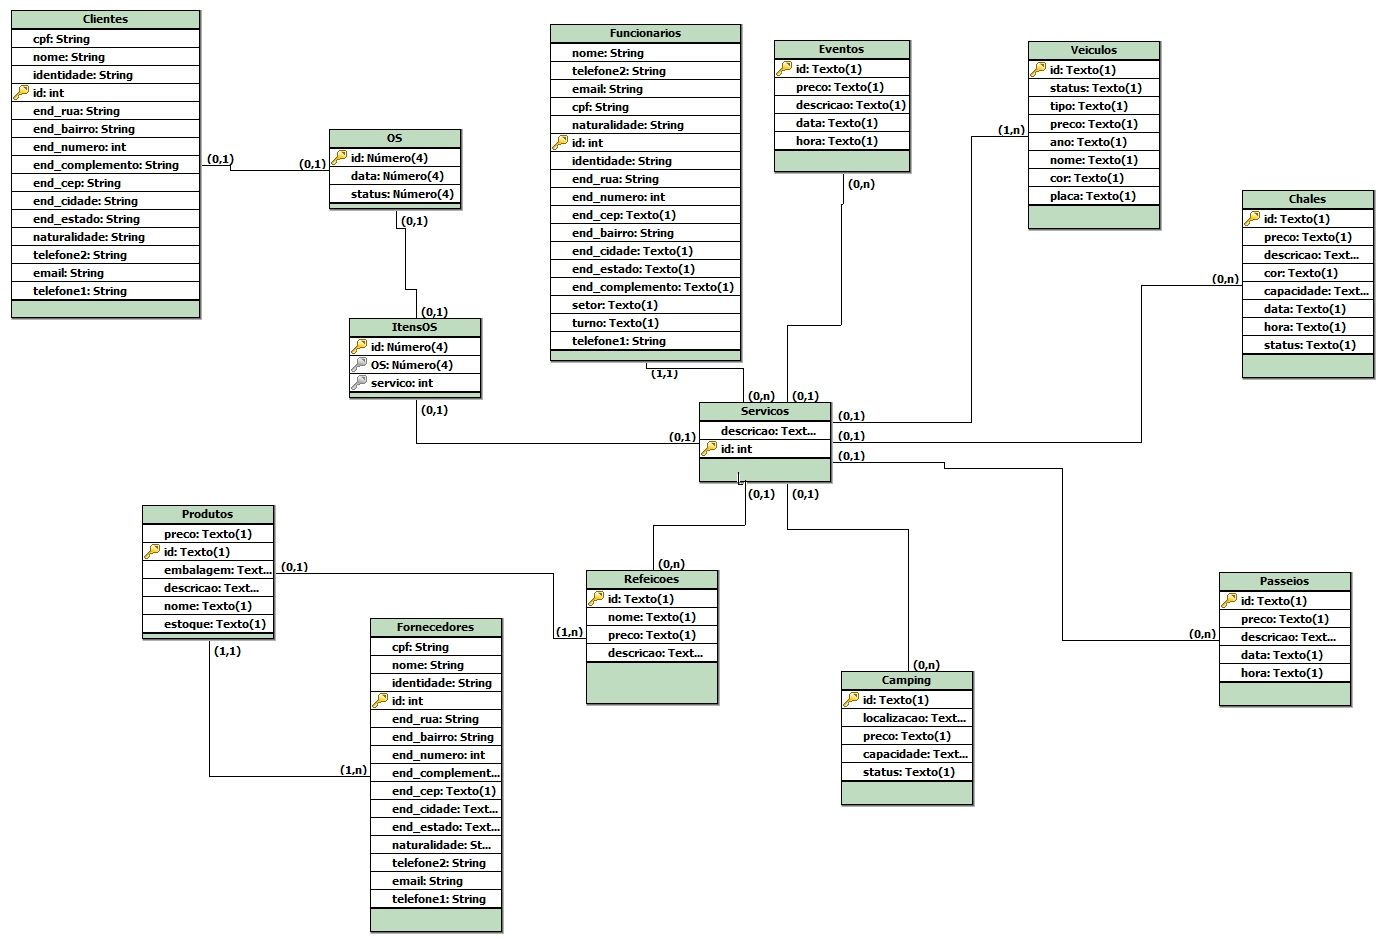 Clientes
cpf: String
nome: String
identidade: String
id: int
end_rua: String
end_bairro: String
end_numero: int
end_complemento: String
end_cep: String
end_cidade: String
end_estado: String
naturalidade: String
telefone2: String
email: String
telefone1: String
(0,1)
(0,1)
OS
id: Número(4)
data: Número(4)
status: Número(4)
(0,1)
(0,1)
ItensOS
id: Número(4)
OS: Número(4)
servico: int
(0,1)
(0,1)
Funcionarios
nome: String
telefone2: String
email: String
cpf: String
naturalidade: String
id: int
identidade: String
end_rua: String
end_numero: int
end_cep: Texto(1)
end_bairro: String
end_cidade: Texto(1)
end_estado: Texto(1)
end_complemento: Texto(1)
setor: Texto(1)
turno: Texto(1)
telefone1: String
(1,1)
(0,n)
Eventos
id: Texto(1)
preco: Texto(1)
descricao: Texto(1)
data: Texto(1)
hora: Texto(1)
(0,n)
(0,1)
Veiculos
id: Texto(1)
status: Texto(1)
tipo: Texto(1)
preco: Texto(1)
ano: Texto(1)
nome: Texto(1)
cor: Texto(1)
placa: Texto(1)
(1,n)
(0,1)
Chales
id: Texto(1)
preco: Texto(1)
descricao: Text...
cor: Texto(1)
capacidade: Text...
data: Texto(1)
hora: Texto(1)
status: Texto(1)
(0,n)
(0,1)
Servicos
descricao: Text...
id: int
(0,1)
(0,1)
(0,1)
Produtos
preco: Texto(1)
id: Texto(1)
embalagem: Text...
descricao: Text...
nome: Texto(1)
estoque: Texto(1)
(0,1)
(1,1)
Fornecedores
cpf: String
nome: String
identidade: String
id: int
end_rua: String
end_bairro: String
end_numero: int
end_complement...
end_cep: Texto(1)
end_cidade: Text...
end_estado: Text...
naturalidade: St...
telefone2: String
email: String
telefone1: String
(1,n)
(0,n)
Refeicoes
id: Texto(1)
nome: Texto(1)
preco: Texto(1)
descricao: Text...
(1,n)
(0,n)
Camping
id: Texto(1)
localizacao: Text...
preco: Texto(1)
capacidade: Text...
status: Texto(1)
Passeios
id: Texto(1)
preco: Texto(1)
descricao: Text...
data: Texto(1)
hora: Texto(1)
(0,n)